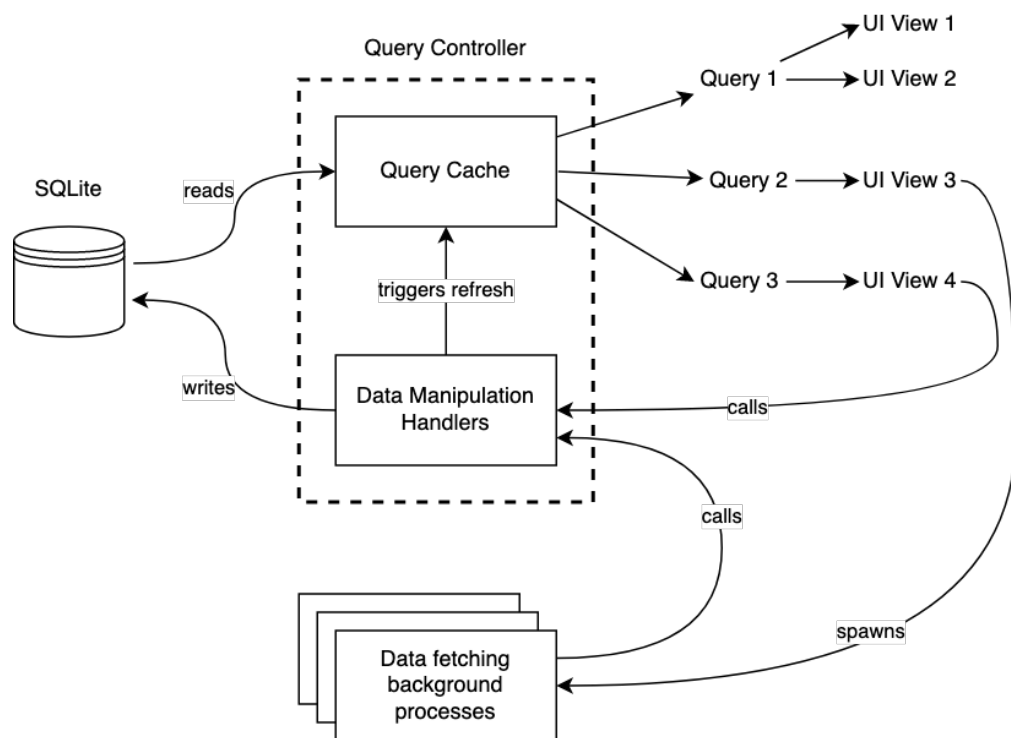 UI View 1
Query Controller
Query 1
UI View 2
Query Cache
SQLite
reads
Query 2
UI View 3
triggers refresh
Query 3
UI View 4
writes
Data Manipulation
Handlers
calls
calls
spawns
Data fetching
background
processes